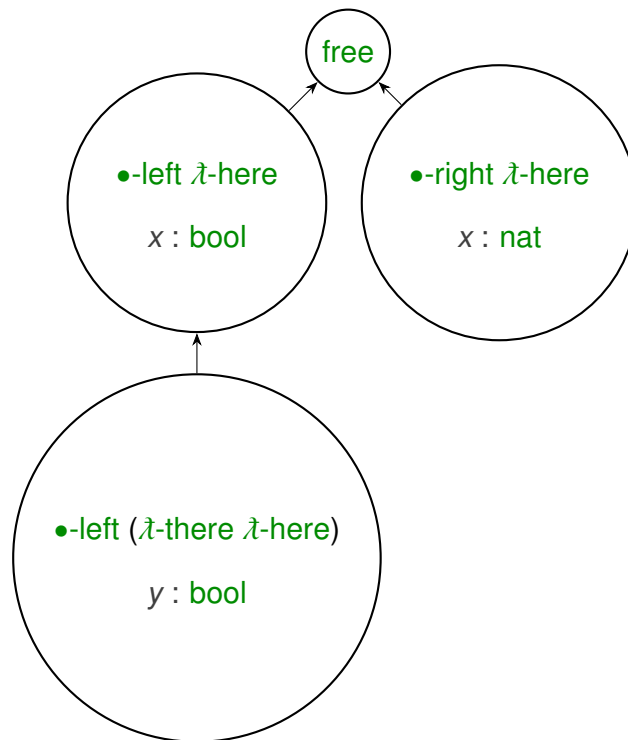 free
●-left ƛ-here
x : bool
●-right ƛ-here
x : nat
●-left (ƛ-there ƛ-here)
y : bool